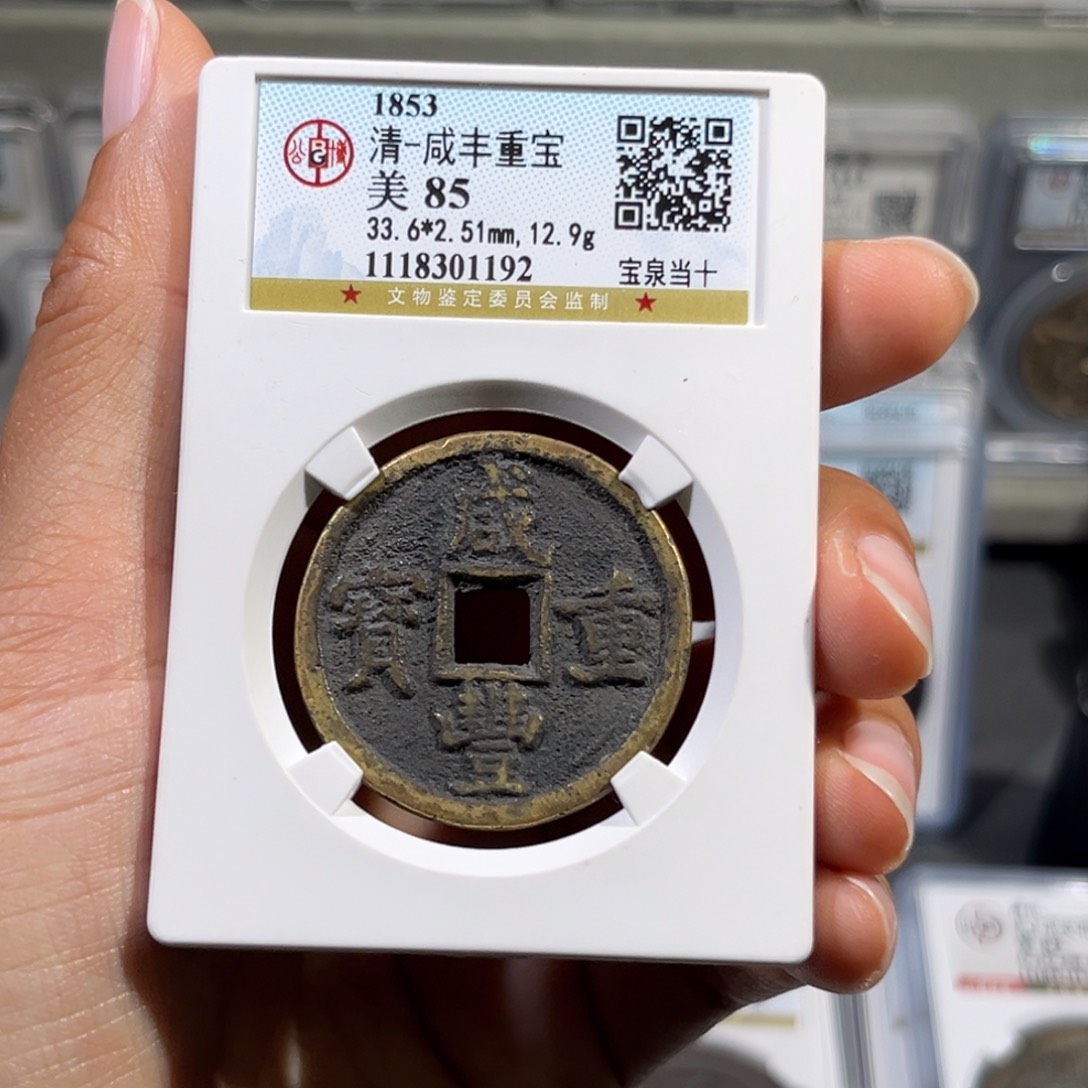 1853
清-咸丰重宝
美 85
33.6*2.51mm, 12.9g
1118301192
宝泉当十
★ 文物鉴定委员会监制 ★
咸
寶 重
豐